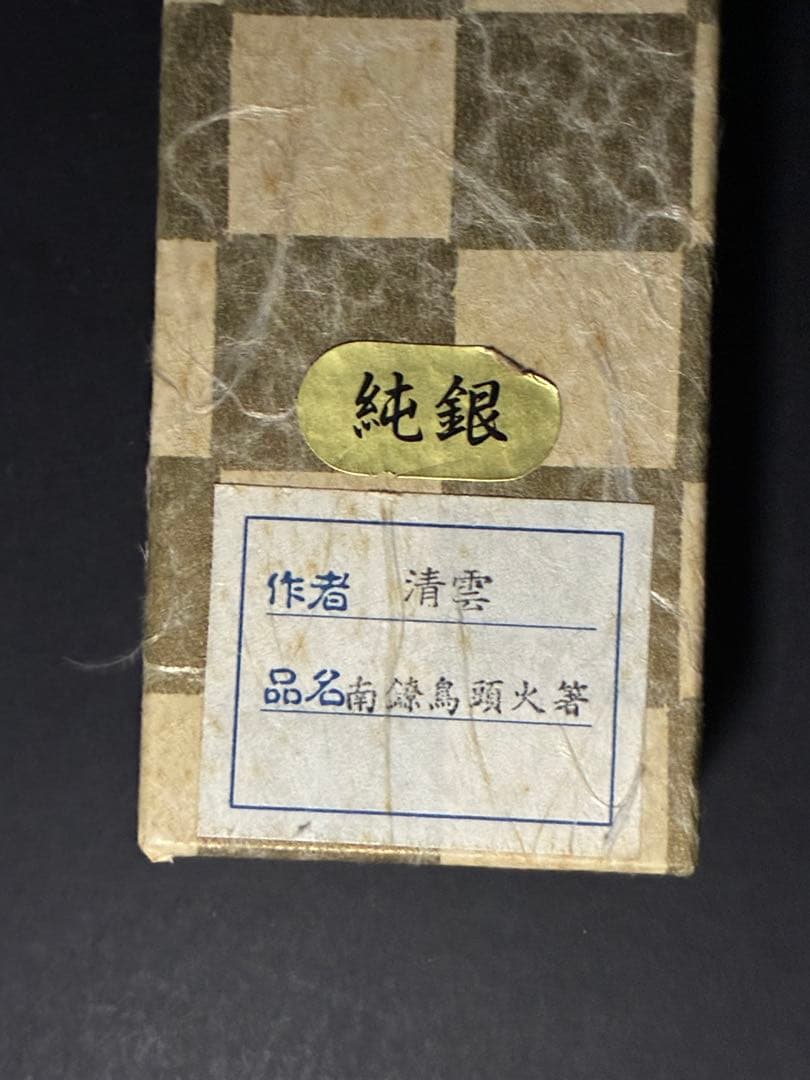 純銀
作者 清雲
品名 南鐐鳥頭火箸